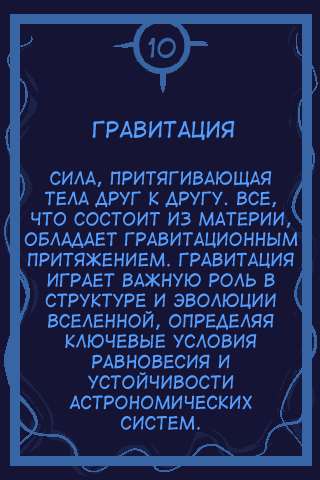 10
ГРАВИТАЦИЯ
СИЛА, ПРИТЯГИВАЮЩАЯ
ТЕЛА ДРУГ К ДРУГУ. ВСЕ,
ЧТО СОСТОИТ ИЗ МАТЕРИИ,
ОБЛАДАЕТ ГРАВИТАЦИОННЫМ
ПРИТЯЖЕНИЕМ. ГРАВИТАЦИЯ
ИГРАЕТ ВАЖНУЮ РОЛЬ В
СТРУКТУРЕ И ЭВОЛЮЦИИ
ВСЕЛЕННОЙ, ОПРЕДЕЛЯЯ
КЛЮЧЕВЫЕ УСЛОВИЯ
РАВНОВЕСИЯ И
УСТОЙЧИВОСТИ
АСТРОНОМИЧЕСКИХ
СИСТЕМ.